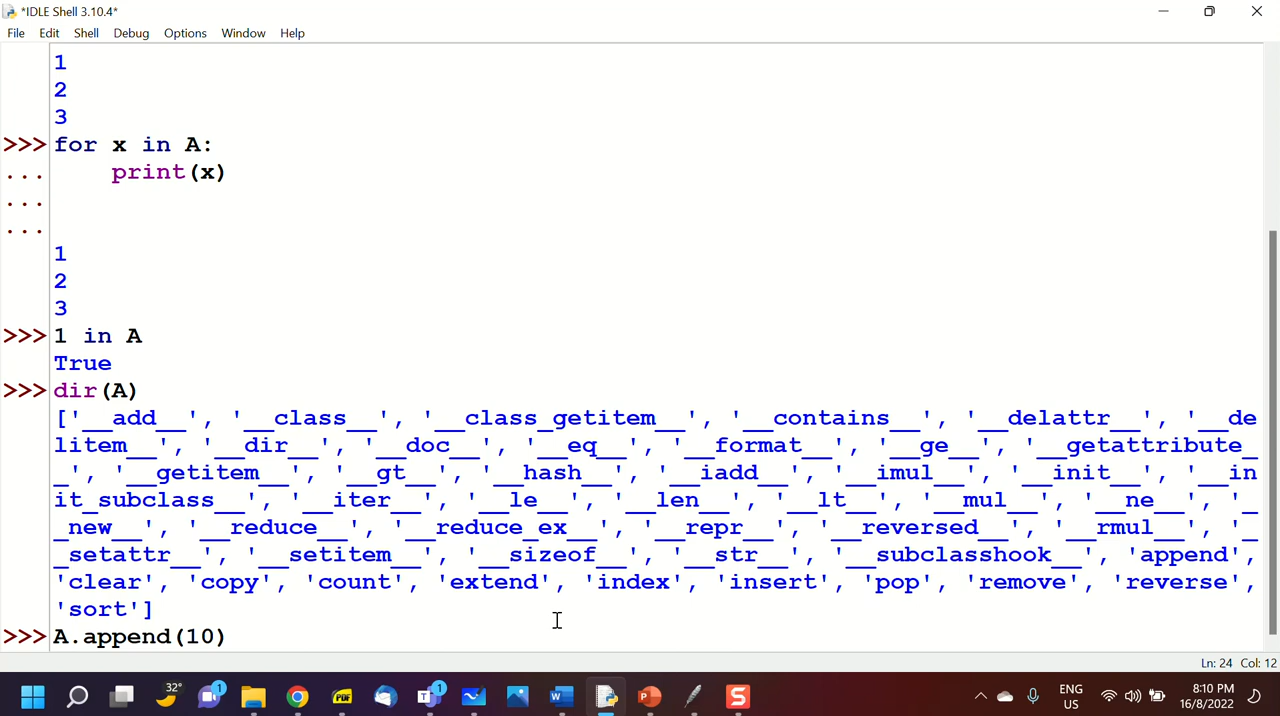 *IDLE Shell 3.10.4*
File Edit Shell Debug Options Window Help
1
2
3
>>> for x in A:
... print(x)
...
...
1
2
3
>>> 1 in A
True
>>> dir(A)
['__add__', '__class__', '__class_getitem__', '__contains__', '__delattr__', '__de
litem__', '__dir__', '__doc__', '__eq__', '__format__', '__ge__', '__getattribute_
_', '__getitem__', '__gt__', '__hash__', '__iadd__', '__imul__', '__init__', '__in
it_subclass__', '__iter__', '__le__', '__len__', '__lt__', '__mul__', '__ne__', '_
_new__', '__reduce__', '__reduce_ex__', '__repr__', '__reversed__', '__rmul__', '_
_setattr__', '__setitem__', '__sizeof__', '__str__', '__subclasshook__', 'append',
'clear', 'copy', 'count', 'extend', 'index', 'insert', 'pop', 'remove', 'reverse',
'sort']
>>> A.append(10)
Ln: 24 Col: 12
32° 1 PDF 1 W P S ENG 8:10 PM
US 16/8/2022